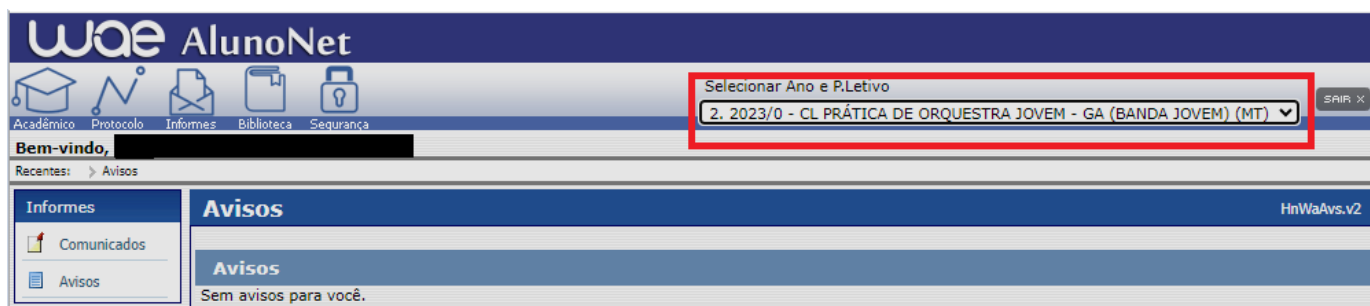 wae AlunoNet
Selecionar Ano e P.Letivo
2. 2023/0 - CL PRÁTICA DE ORQUESTRA JOVEM - GA (BANDA JOVEM) (MT)
SAIR X
Acadêmico Protocolo Informes Biblioteca Segurança
Bem-vindo,
Recentes: > Avisos
Informes
Comunicados
Avisos
Avisos
HnWaAvs.v2
Avisos
Sem avisos para você.